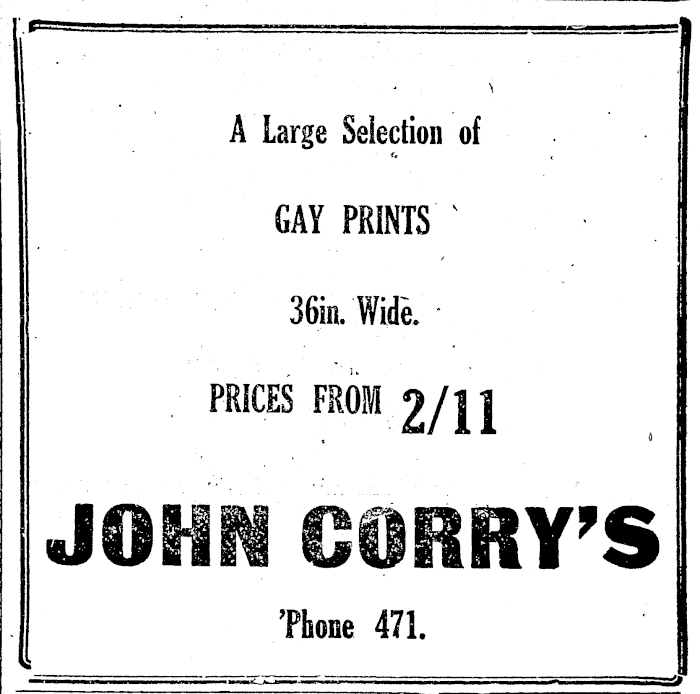 A Large Selection of
GAY PRINTS
36in. Wide.
PRICES FROM 2/11
JOHN CORRY'S
'Phone 471.